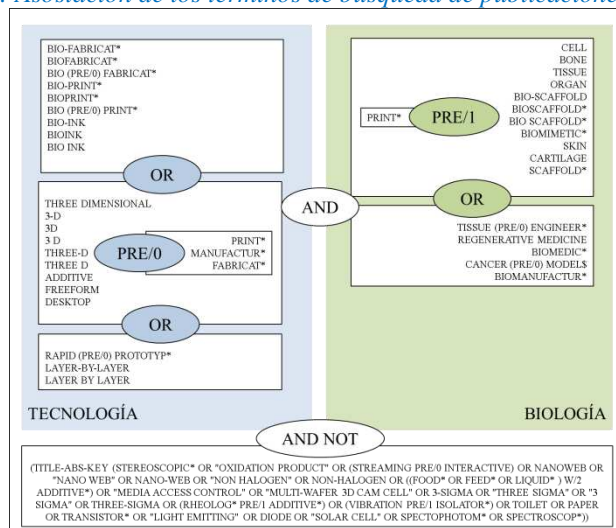 . Asosiación de los términos de búsqueda de publicacione
BIO-FABRICAT*
BIOFABRICAT*
BIO (PRE/0) FABRICAT*
BIO-PRINT*
BIOPRINT*
BIO (PRE/0) PRINT*
BIO-INK
BIOINK
BIO INK
OR
THREE DIMENSIONAL
3-D
3D
3 D
THREE-D
THREE D
ADDITIVE
FREEFORM
DESKTOP
PRE/0
PRINT*
MANUFACTUR*
FABRICAT*
OR
RAPID (PRE/0) PROTOTYP*
LAYER-BY-LAYER
LAYER BY LAYER
TECNOLOGÍA
AND
PRINT*
PRE/1
CELL
BONE
TISSUE
ORGAN
BIO-SCAFFOLD
BIOSCAFFOLD*
BIO SCAFFOLD*
BIOMIMETIC*
SKIN
CARTILAGE
SCAFFOLD*
OR
TISSUE (PRE/0) ENGINEER*
REGENERATIVE MEDICINE
BIOMEDIC*
CANCER (PRE/0) MODEL$
BIOMANUFACTUR*
BIOLOGÍA
AND NOT
(TITLE-ABS-KEY (STEREOSCOPIC* OR "OXIDATION PRODUCT" OR (STREAMING PRE/0 INTERACTIVE) OR NANOWEB OR
"NANO WEB" OR NANO-WEB OR "NON HALOGEN" OR NON-HALOGEN OR ((FOOD* OR FEED* OR LIQUID* ) W/2
ADDITIVE*) OR "MEDIA ACCESS CONTROL" OR "MULTI-WAFER 3D CAM CELL" OR 3-SIGMA OR "THREE SIGMA" OR "3
SIGMA" OR THREE-SIGMA OR (RHEOLOG* PRE/1 ADDITIVE*) OR (VIBRATION PRE/1 ISOLATOR*) OR TOILET OR PAPER
OR TRANSISTOR* OR "LIGHT EMITTING" OR DIODE OR "SOLAR CELL" OR SPECTOPHOTOM* OR SPECTROSCOP*))